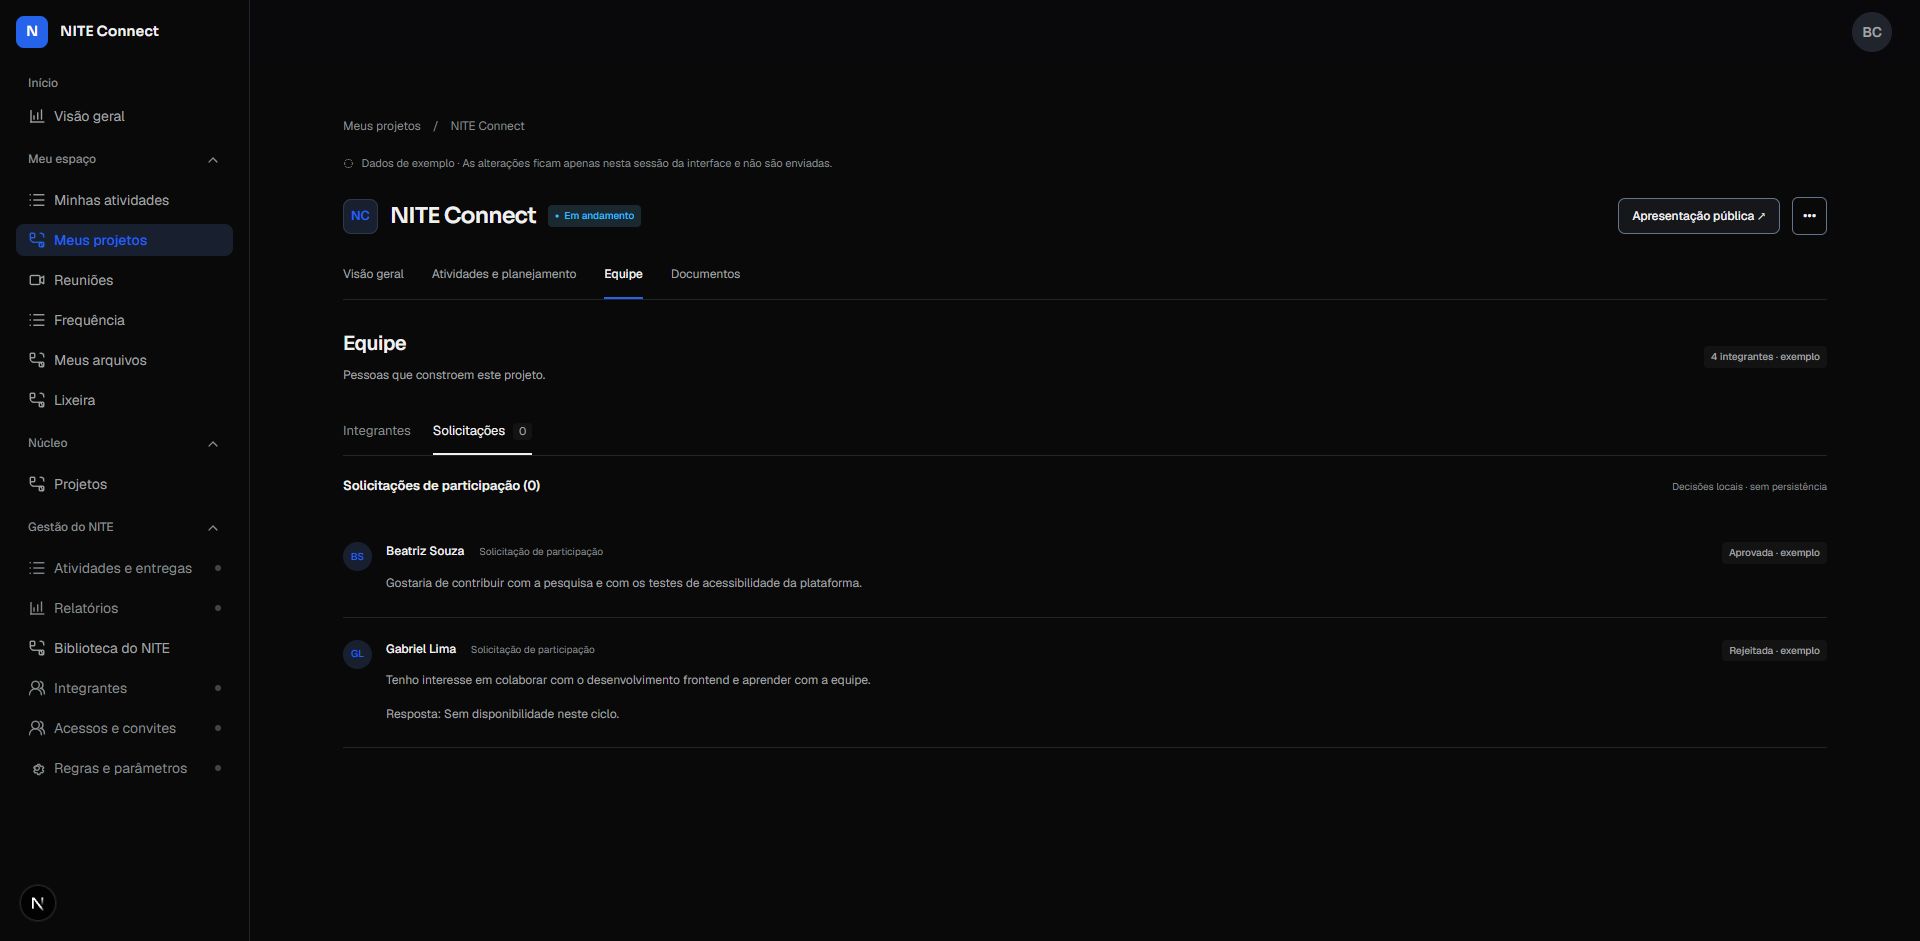 N NITE Connect
BC
Início
Visão geral
Meu espaço
Minhas atividades
Meus projetos
Reuniões
Frequência
Meus arquivos
Lixeira
Núcleo
Projetos
Gestão do NITE
Atividades e entregas
Relatórios
Biblioteca do NITE
Integrantes
Acessos e convites
Regras e parâmetros
N
Meus projetos / NITE Connect
Dados de exemplo · As alterações ficam apenas nesta sessão da interface e não são enviadas.
NC NITE Connect • Em andamento
Apresentação pública ↗ •••
Visão geral Atividades e planejamento Equipe Documentos
Equipe
4 integrantes · exemplo
Pessoas que constroem este projeto.
Integrantes Solicitações 0
Solicitações de participação (0)
Decisões locais · sem persistência
BS Beatriz Souza Solicitação de participação
Aprovada · exemplo
Gostaria de contribuir com a pesquisa e com os testes de acessibilidade da plataforma.
GL Gabriel Lima Solicitação de participação
Rejeitada · exemplo
Tenho interesse em colaborar com o desenvolvimento frontend e aprender com a equipe.
Resposta: Sem disponibilidade neste ciclo.